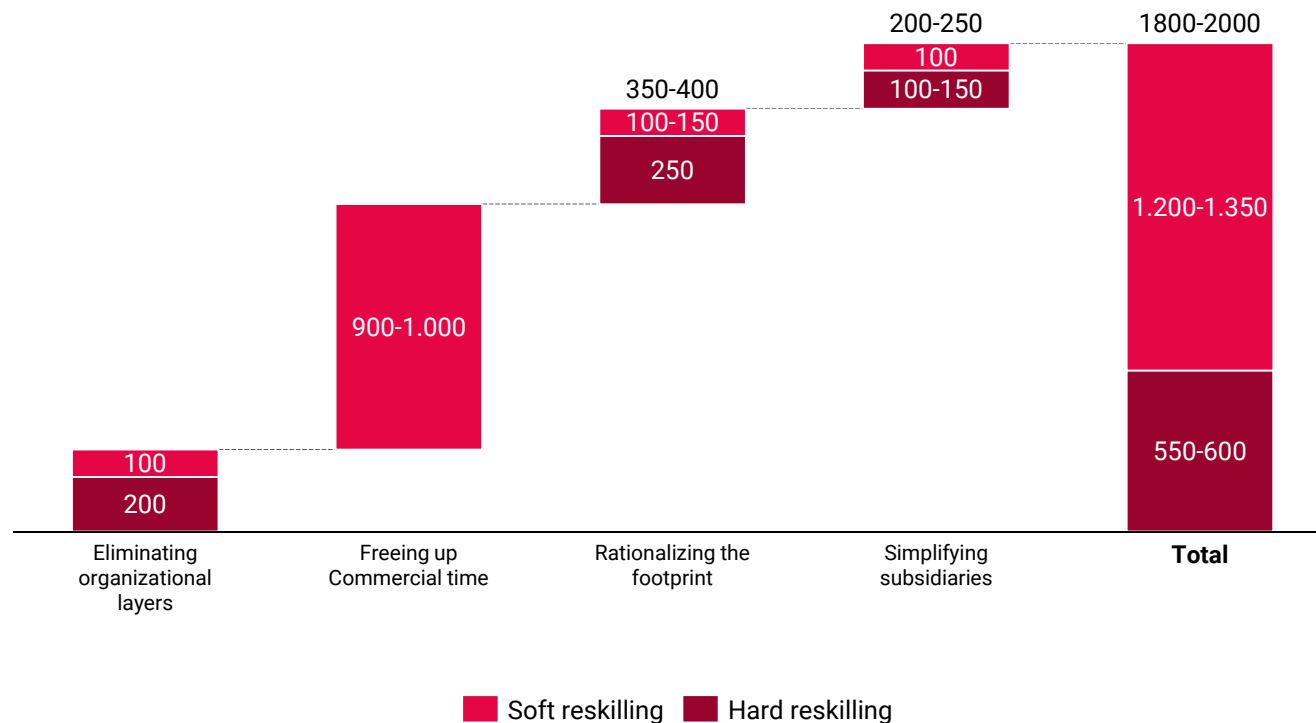 200-250
1800-2000
100
350-400
100-150
100-150
250
1.200-1.350
900-1.000
550-600
100
200
Eliminating
organizational
layers
Freeing up
Commercial time
Rationalizing the
footprint
Simplifying
subsidiaries
Total
Soft reskilling
Hard reskilling